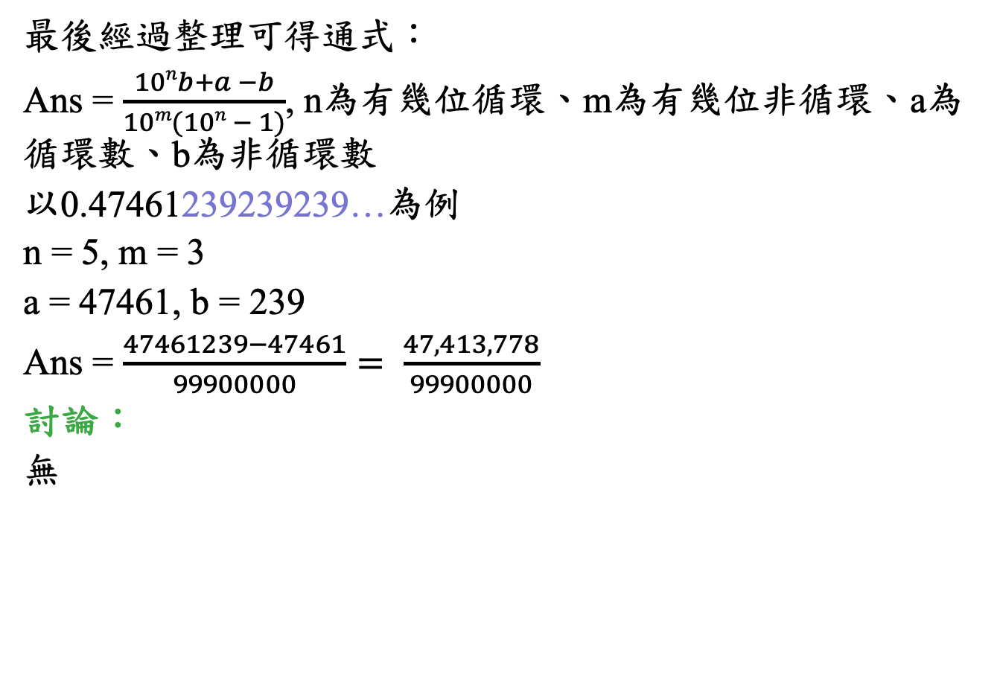 最後經過整理可得通式：
Ans = \frac{10^n b+a −b}{10^m(10^n − 1)}, n為有幾位循環、m為有幾位非循環、a為
循環數、b為非循環數
以0.47461239239239…為例
n = 5, m = 3
a = 47461, b = 239
Ans = \frac{47461239−47461}{99900000} = \frac{47,413,778}{99900000}
討論：
無